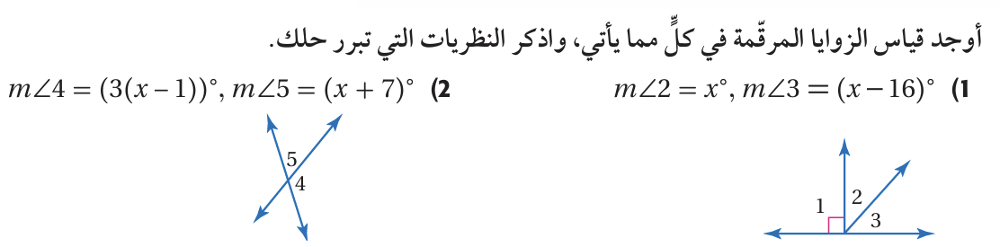 أوجد قياس الزوايا المرقّمة في كلٍّ مما يأتي، واذكر النظريات التي تبرر حلك.
(1 m∠2 = x°, m∠3 = (x − 16)°
(2 m∠4 = (3(x − 1))°, m∠5 = (x + 7)°
1 2 3
5
4